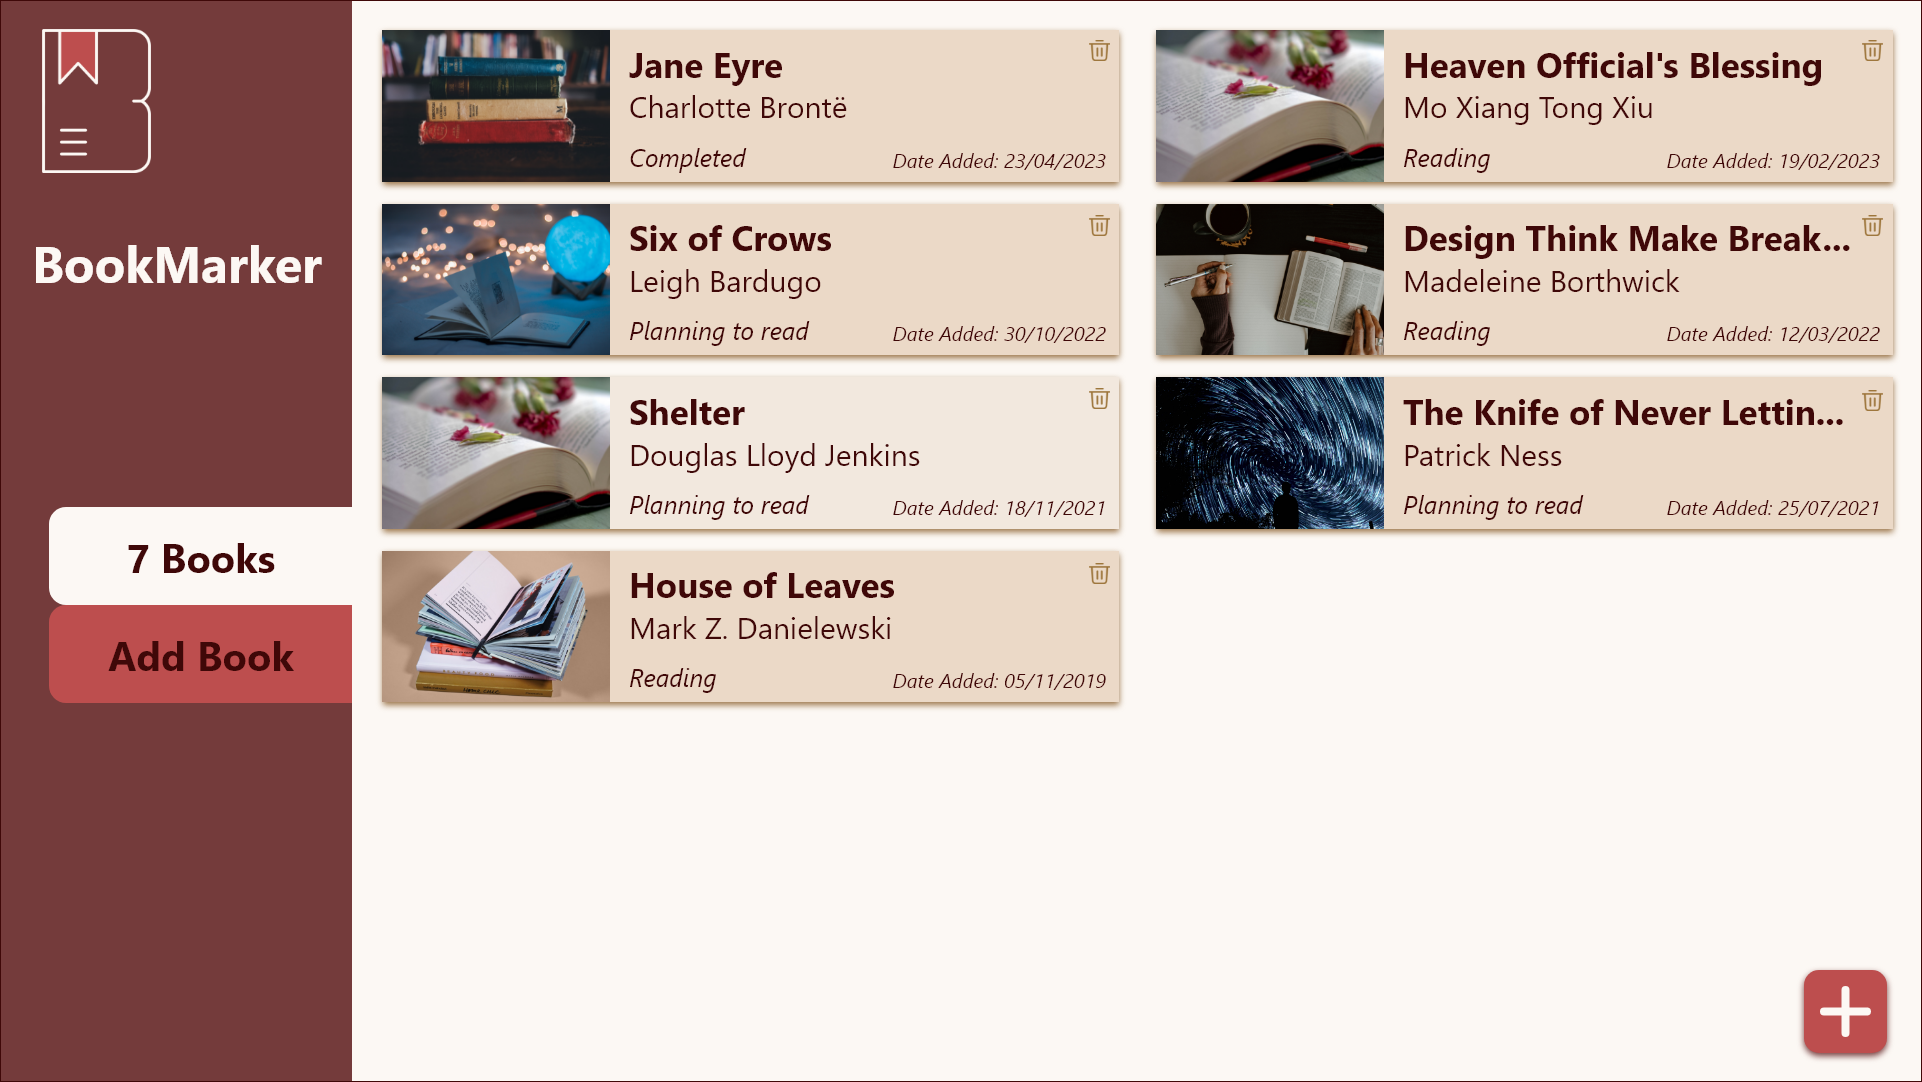 BookMarker
7 Books
Add Book
Jane Eyre
Charlotte Brontë
Completed
Date Added: 23/04/2023
Heaven Official's Blessing
Mo Xiang Tong Xiu
Reading
Date Added: 19/02/2023
Six of Crows
Leigh Bardugo
Planning to read
Date Added: 30/10/2022
Design Think Make Break...
Madeleine Borthwick
Reading
Date Added: 12/03/2022
Shelter
Douglas Lloyd Jenkins
Planning to read
Date Added: 18/11/2021
The Knife of Never Lettin...
Patrick Ness
Planning to read
Date Added: 25/07/2021
House of Leaves
Mark Z. Danielewski
Reading
Date Added: 05/11/2019